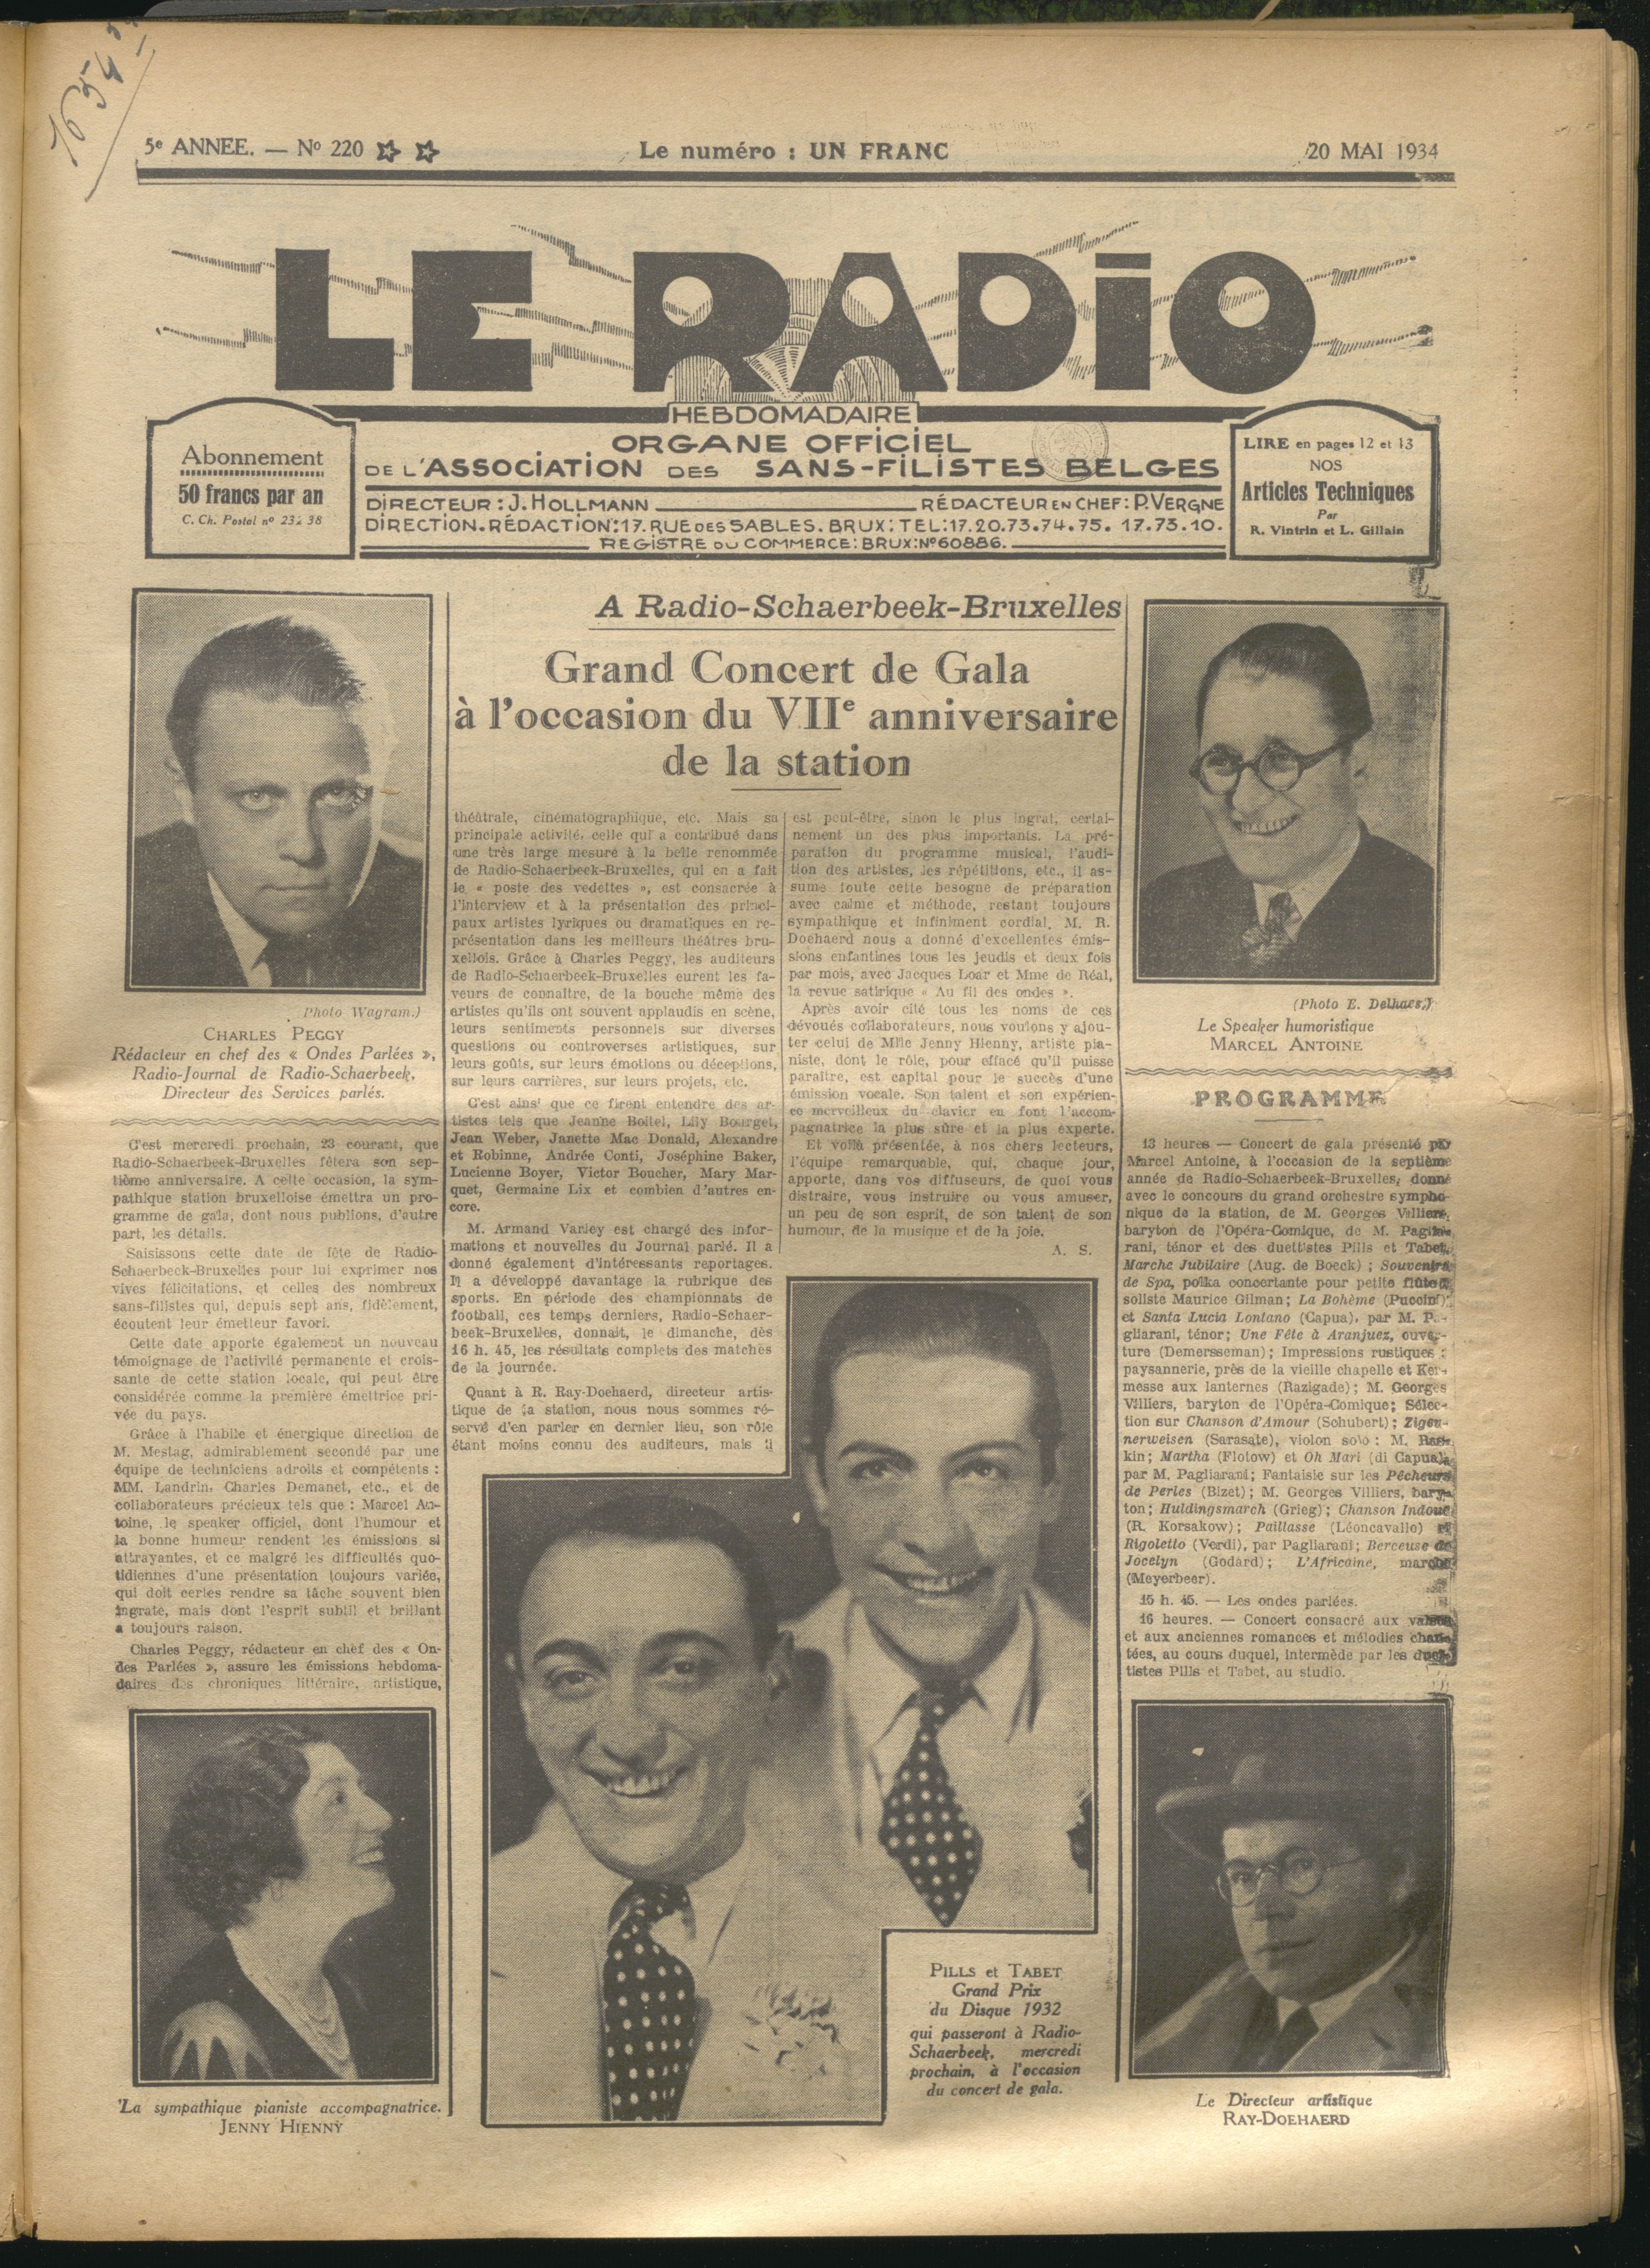 1654
5e ANNEE. — No 220
Le numéro : UN FRANC
20 MAI 1934
LE RADiO
HEBDOMADAIRE
ORGANE OFFICIEL
DE L'ASSOCIATION DES SANS-FILISTES BELGES
Abonnement
50 francs par an
C. Ch. Postal no 232 38
DIRECTEUR : J. HOLLMANN
RÉDACTEUR EN CHEF : P. VERGNE
DIRECTION-RÉDACTION : 17. RUE DES SABLES. BRUX : TEL : 17.20.73.74.75. 17.73.10.
REGISTRE DU COMMERCE : BRUX : No 60886.
LIRE en pages 12 et 13
NOS
Articles Techniques
Par
R. Vintrin et L. Gillain
A Radio-Schaerbeek-Bruxelles
Grand Concert de Gala
à l'occasion du VIIe anniversaire
de la station
Photo Wagram.)
CHARLES PEGGY
Rédacteur en chef des « Ondes Parlées »,
Radio-Journal de Radio-Schaerbeek,
Directeur des Services parlés.
C'est mercredi prochain, 23 courant, que
Radio-Schaerbeek-Bruxelles fêtera son sep-
tième anniversaire. A cette occasion, la sym-
pathique station bruxelloise émettra un pro-
gramme de gala, dont nous publions, d'autre
part, les détails.
Saisissons cette date de fête de Radio-
Schaerbeek-Bruxelles pour lui exprimer nos
vives félicitations, et celles des nombreux
sans-filistes qui, depuis sept ans, fidèlement,
écoutent leur émetteur favori.
Cette date apporte également un nouveau
témoignage de l'activité permanente et crois-
sante de cette station locale, qui peut être
considérée comme la première émettrice pri-
vée du pays.
Grâce à l'habile et énergique direction de
M. Mestag, admirablement secondé par une
équipe de techniciens adroits et compétents :
MM. Landrin, Charles Demanet, etc., et de
collaborateurs précieux tels que : Marcel An-
toine, le speaker officiel, dont l'humour et
la bonne humeur rendent les émissions si
attrayantes, et ce malgré les difficultés quo-
tidiennes d'une présentation toujours variée,
qui doit certes rendre sa tâche souvent bien
ingrate, mais dont l'esprit subtil et brillant
a toujours raison.
Charles Peggy, rédacteur en chef des « On-
des Parlées », assure les émissions hebdoma-
daires des chroniques littéraire, artistique,
La sympathique pianiste accompagnatrice.
JENNY HIENNY
théâtrale, cinématographique, etc. Mais sa
principale activité, celle qui a contribué dans
une très large mesure à la belle renommée
de Radio-Schaerbeek-Bruxelles, qui en a fait
le « poste des vedettes », est consacrée à
l'interview et à la présentation des princi-
paux artistes lyriques ou dramatiques en re-
présentation dans les meilleurs théâtres bru-
xellois. Grâce à Charles Peggy, les auditeurs
de Radio-Schaerbeek-Bruxelles eurent les fa-
veurs de connaître, de la bouche même des
artistes qu'ils ont souvent applaudis en scène,
leurs sentiments personnels sur diverses
questions ou controverses artistiques, sur
leurs goûts, sur leurs émotions ou déceptions,
sur leurs carrières, sur leurs projets, etc.
C'est ainsi que ce firent entendre des ar-
tistes tels que Jeanne Boitel, Lily Bourget,
Jean Weber, Janette Mac Donald, Alexandre
et Robinne, Andrée Conti, Joséphine Baker,
Lucienne Boyer, Victor Boucher, Mary Mar-
quet, Germaine Lix et combien d'autres en-
core.
M. Armand Varley est chargé des infor-
mations et nouvelles du Journal parlé. Il a
donné également d'intéressants reportages.
Il a développé davantage la rubrique des
sports. En période des championnats de
football, ces temps derniers, Radio-Schaer-
beek-Bruxelles, donnait, le dimanche, dès
16 h. 45, les résultats complets des matches
de la journée.
Quant à R. Ray-Doehaerd, directeur artis-
tique de la station, nous nous sommes ré-
servé d'en parler en dernier lieu, son rôle
étant moins connu des auditeurs, mais il
est peut-être, sinon le plus ingrat, certai-
nement un des plus importants. La pré-
paration du programme musical, l'audi-
tion des artistes, les répétitions, etc., il as-
sume toute cette besogne de préparation
avec calme et méthode, restant toujours
sympathique et infiniment cordial. M. R.
Doehaerd nous a donné d'excellentes émis-
sions enfantines tous les jeudis et deux fois
par mois, avec Jacques Loar et Mme de Réal,
la revue satirique « Au fil des ondes ».
Après avoir cité tous les noms de ces
dévoués collaborateurs, nous voulons y ajou-
ter celui de Mlle Jenny Hienny, artiste pia-
niste, dont le rôle, pour effacé qu'il puisse
paraître, est capital pour le succès d'une
émission vocale. Son talent et son expérien-
ce merveilleux du clavier en font l'accom-
pagnatrice la plus sûre et la plus experte.
Et voilà présentée, à nos chers lecteurs,
l'équipe remarquable, qui, chaque jour,
apporte, dans vos diffuseurs, de quoi vous
distraire, vous instruire ou vous amuser,
un peu de son esprit, de son talent de son
humour, de la musique et de la joie.
A. S.
PILLS et TABET
Grand Prix
du Disque 1932
qui passeront à Radio-
Schaerbeek, mercredi
prochain, à l'occasion
du concert de gala.
(Photo E. Delhaes.)
Le Speaker humoristique
MARCEL ANTOINE
PROGRAMME
13 heures — Concert de gala présenté par
Marcel Antoine, à l'occasion de la septième
année de Radio-Schaerbeek-Bruxelles, donné
avec le concours du grand orchestre sympho-
nique de la station, de M. Georges Villiers,
baryton de l'Opéra-Comique, de M. Paglia-
rani, ténor et des duettistes Pills et Tabet.
Marche Jubilaire (Aug. de Boeck) ; Souvenirs
de Spa, polka concertante pour petite flûte,
soliste Maurice Gilman; La Bohème (Puccini);
et Santa Lucia Lontano (Capua), par M. Pa-
gliarani, ténor; Une Fête à Aranjuez, ouver-
ture (Demersseman); Impressions rustiques :
paysannerie, près de la vieille chapelle et Ker-
messe aux lanternes (Razigade); M. Georges
Villiers, baryton de l'Opéra-Comique; Sélec-
tion sur Chanson d'Amour (Schubert); Zigeu-
nerweisen (Sarasate), violon solo : M. Ras-
kin; Martha (Flotow) et Oh Mari (di Capua),
par M. Pagliarani; Fantaisie sur les Pêcheurs
de Perles (Bizet); M. Georges Villiers, bary-
ton; Huldingsmarch (Grieg); Chanson Indoue
(R. Korsakow); Paillasse (Léoncavallo) et
Rigoletto (Verdi), par Pagliarani; Berceuse de
Jocelyn (Godard); L'Africaine, marche
(Meyerbeer).
15 h. 45. — Les ondes parlées.
16 heures. — Concert consacré aux valses
et aux anciennes romances et mélodies chan-
tées, au cours duquel, intermède par les duet-
tistes Pills et Tabet, au studio.
Le Directeur artistique
RAY-DOEHAERD